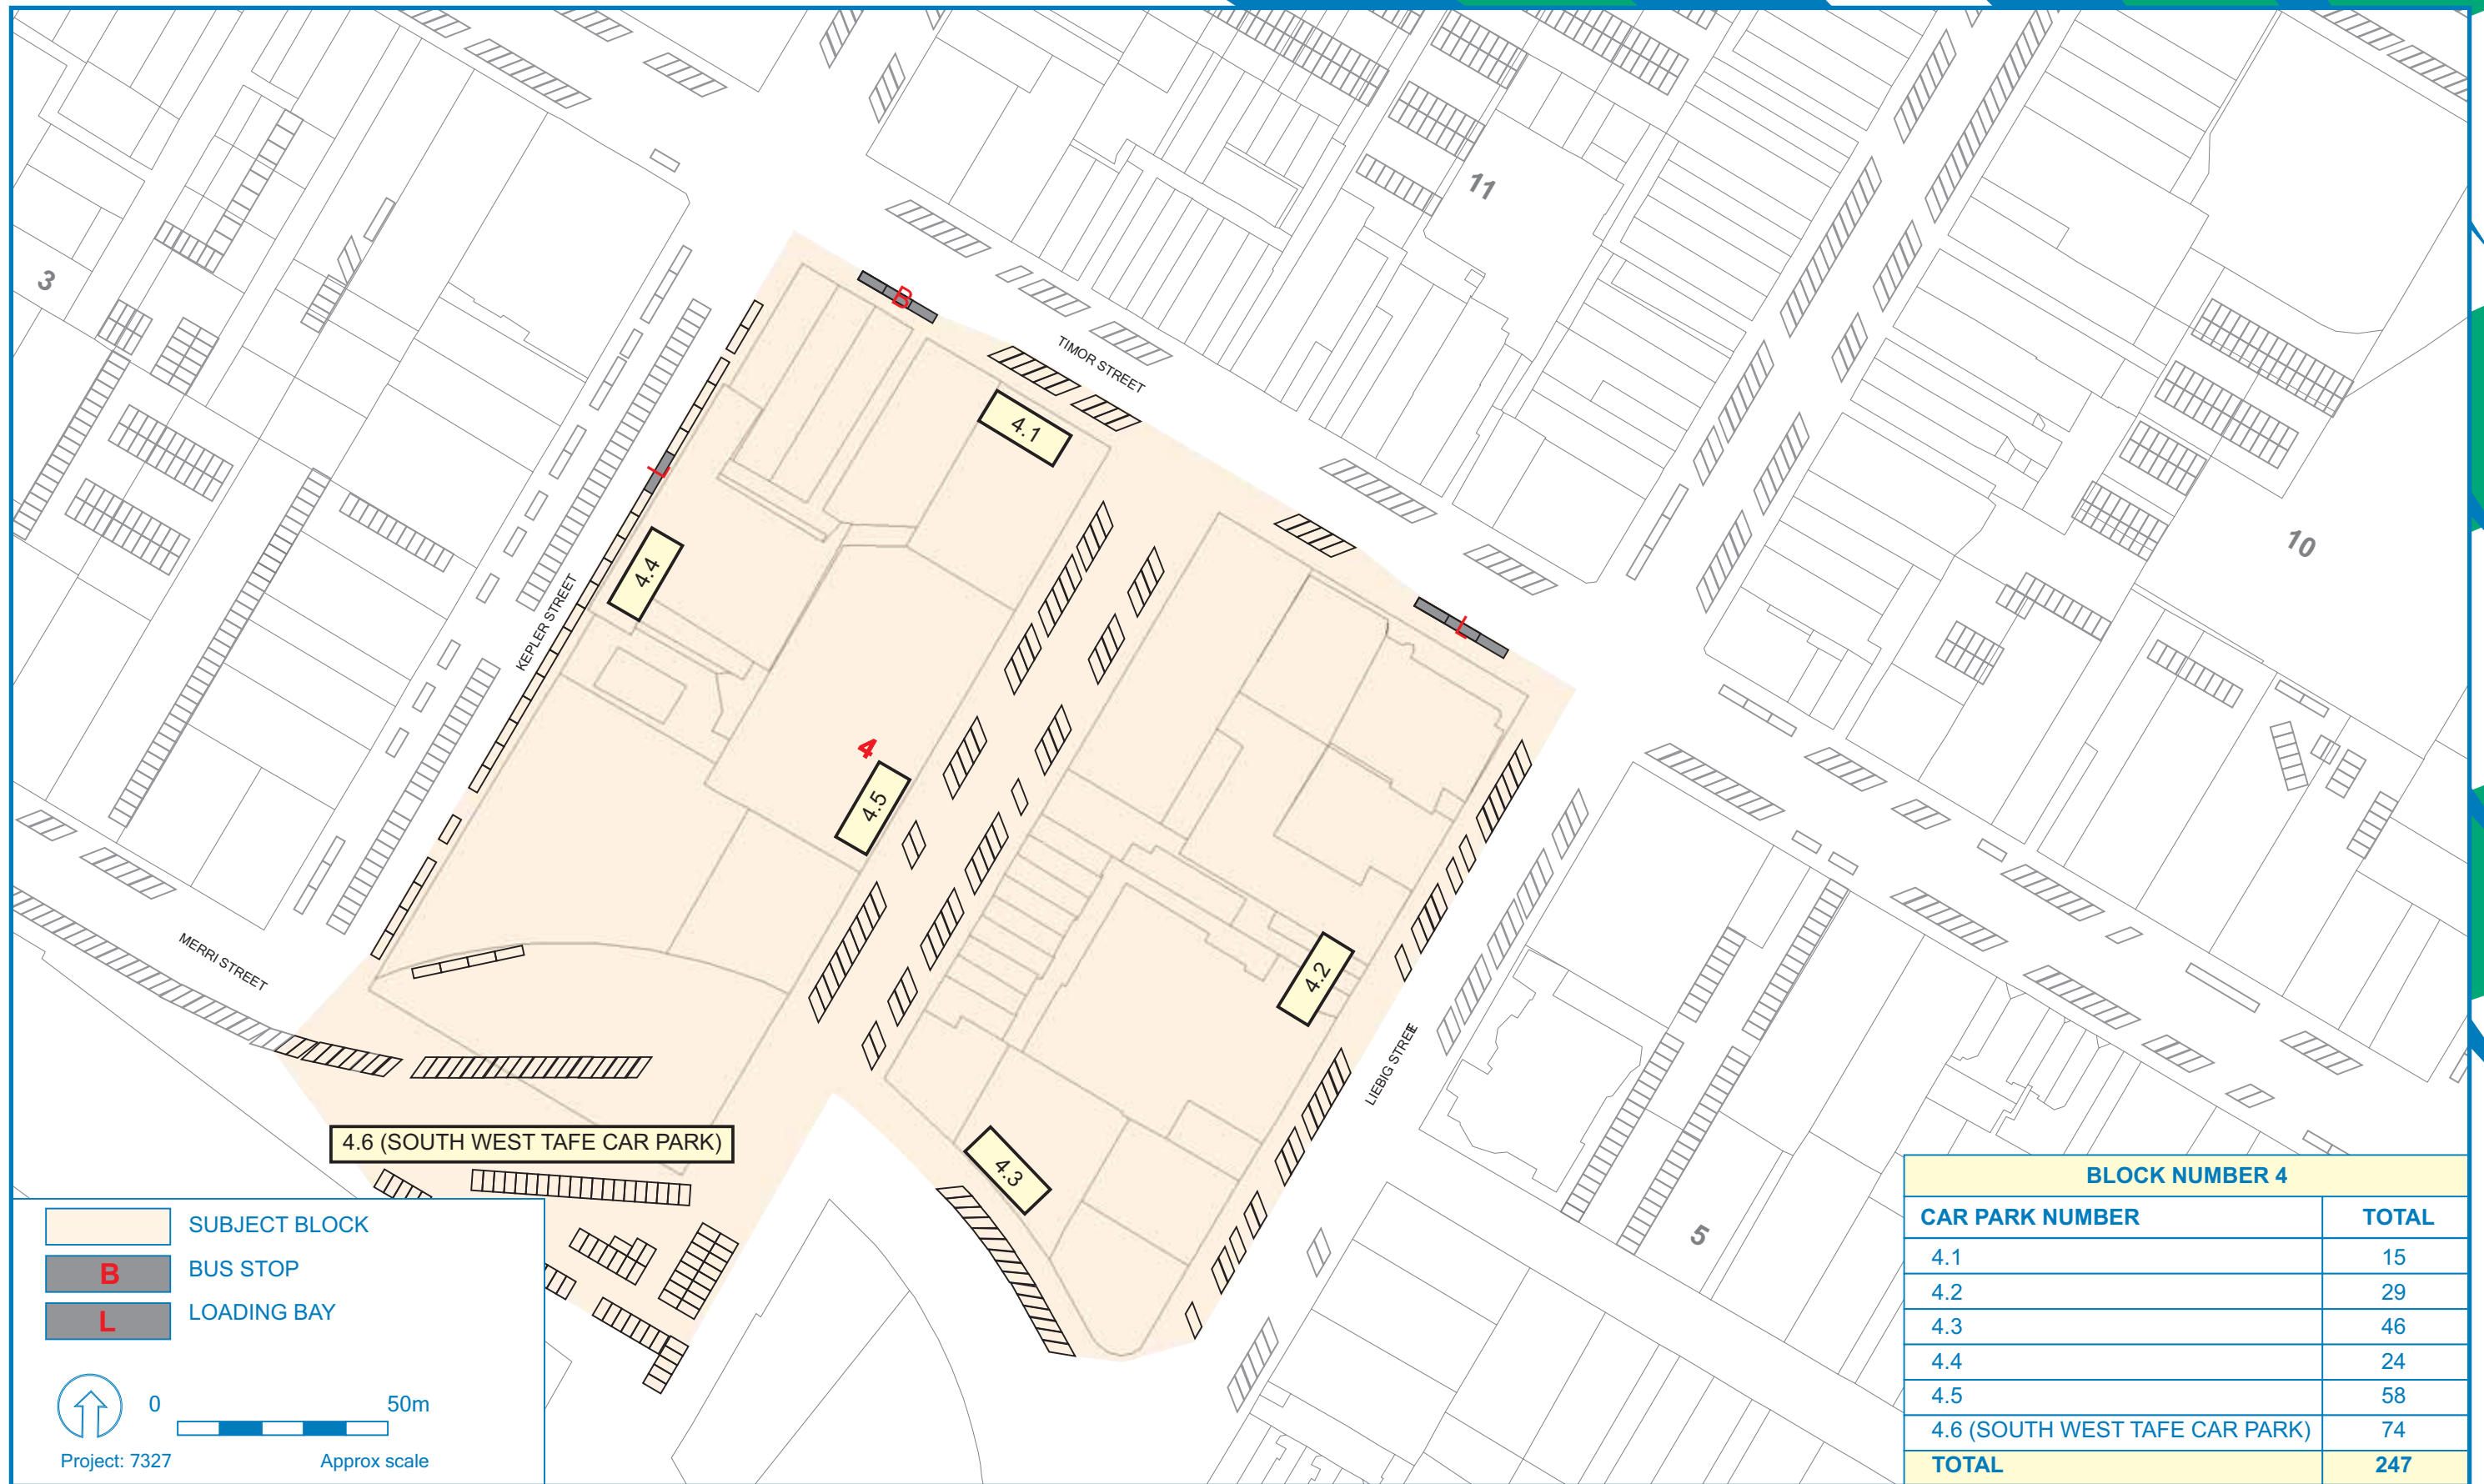 11
3
B
TIMOR STREET
4.1
L
10
4.4
KEPLER STREET
L
4
4.5
MERRI STREET
4.2
LIEBIG STREE
4.6 (SOUTH WEST TAFE CAR PARK)
4.3
5
SUBJECT BLOCK
B BUS STOP
L LOADING BAY
0 50m
Project: 7327 Approx scale
BLOCK NUMBER 4
CAR PARK NUMBER TOTAL
4.1 15
4.2 29
4.3 46
4.4 24
4.5 58
4.6 (SOUTH WEST TAFE CAR PARK) 74
TOTAL 247